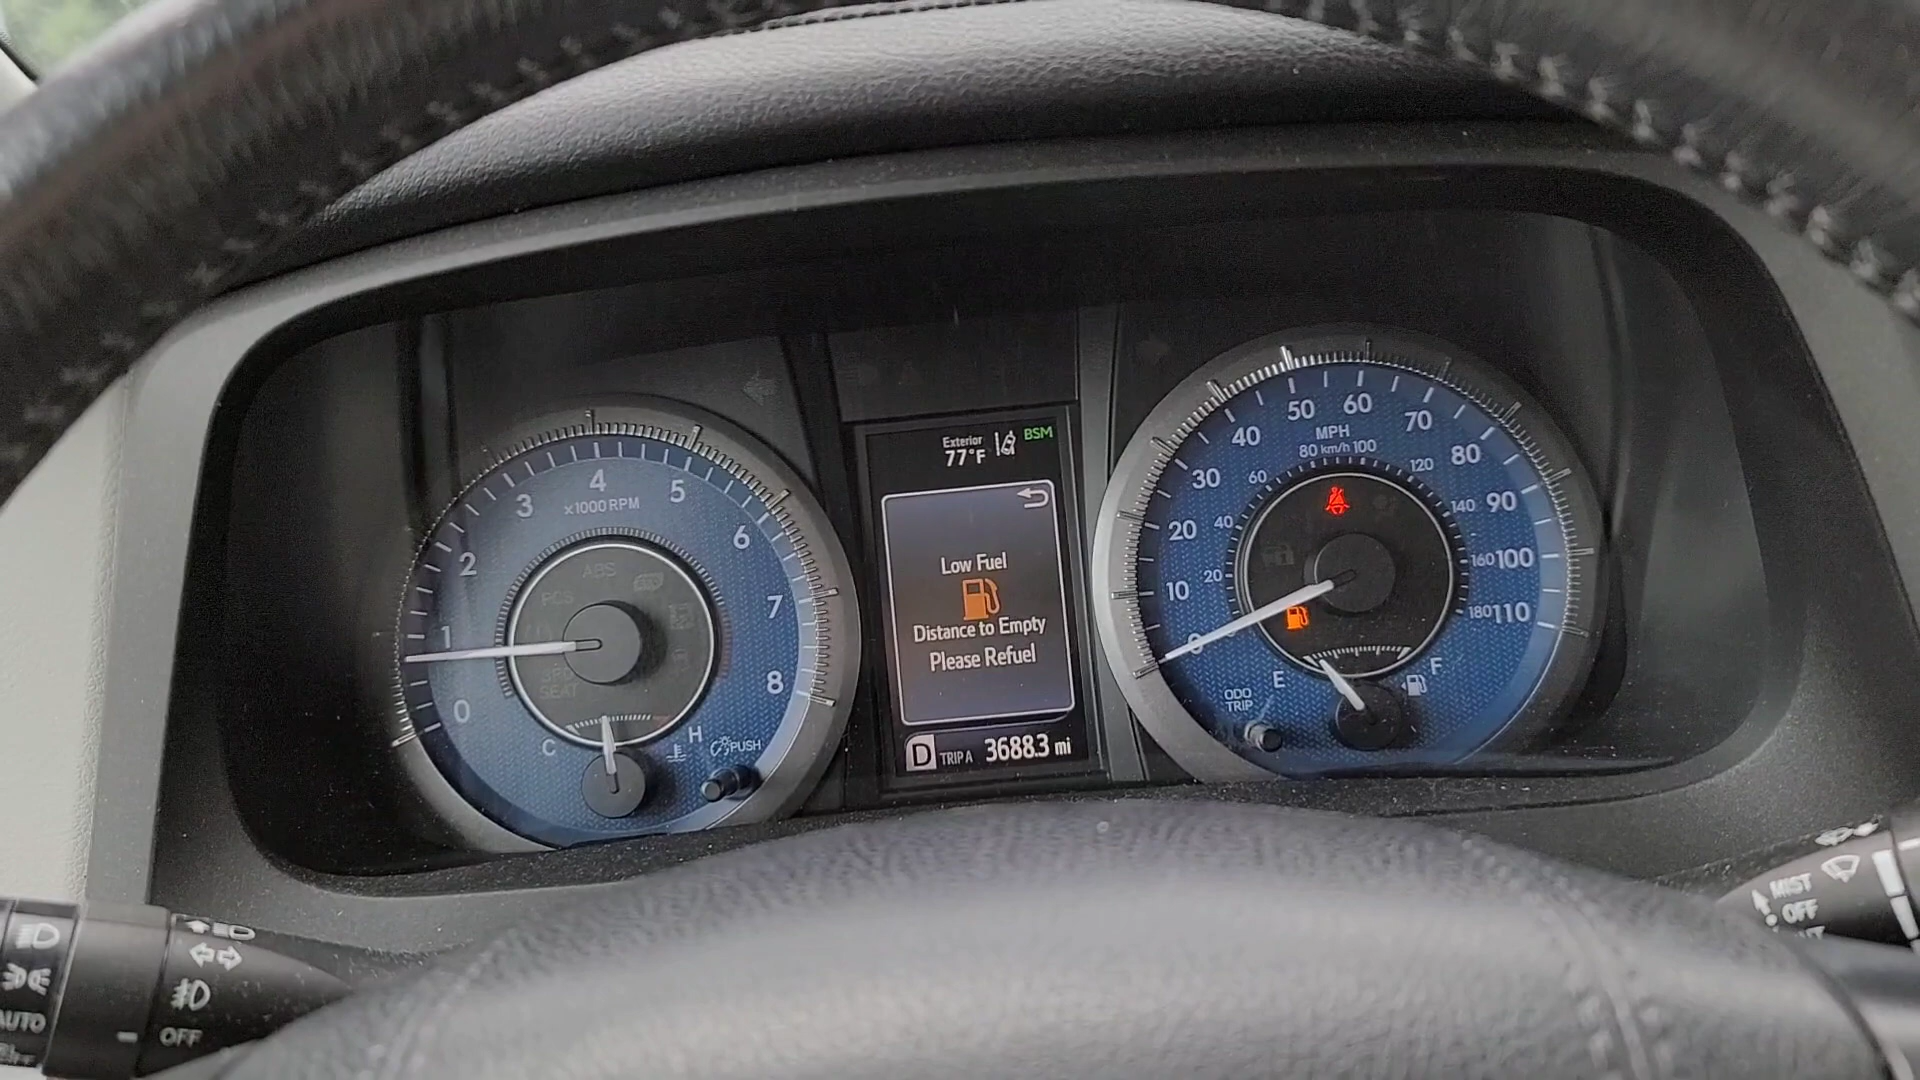 Exterior
77°F
BSM
Low Fuel
Distance to Empty
Please Refuel
D TRIP A 3688.3 mi
0
1
2
3
4
5
6
7
8
x1000 RPM
ABS
PCS
SEAT
C
H
PUSH
0
10
20
30
40
50
60
70
80
90
100
110
MPH
80 km/h 100
20
40
60
120
140
160
180
E
F
ODO
TRIP
AUTO
OFF
MIST
OFF